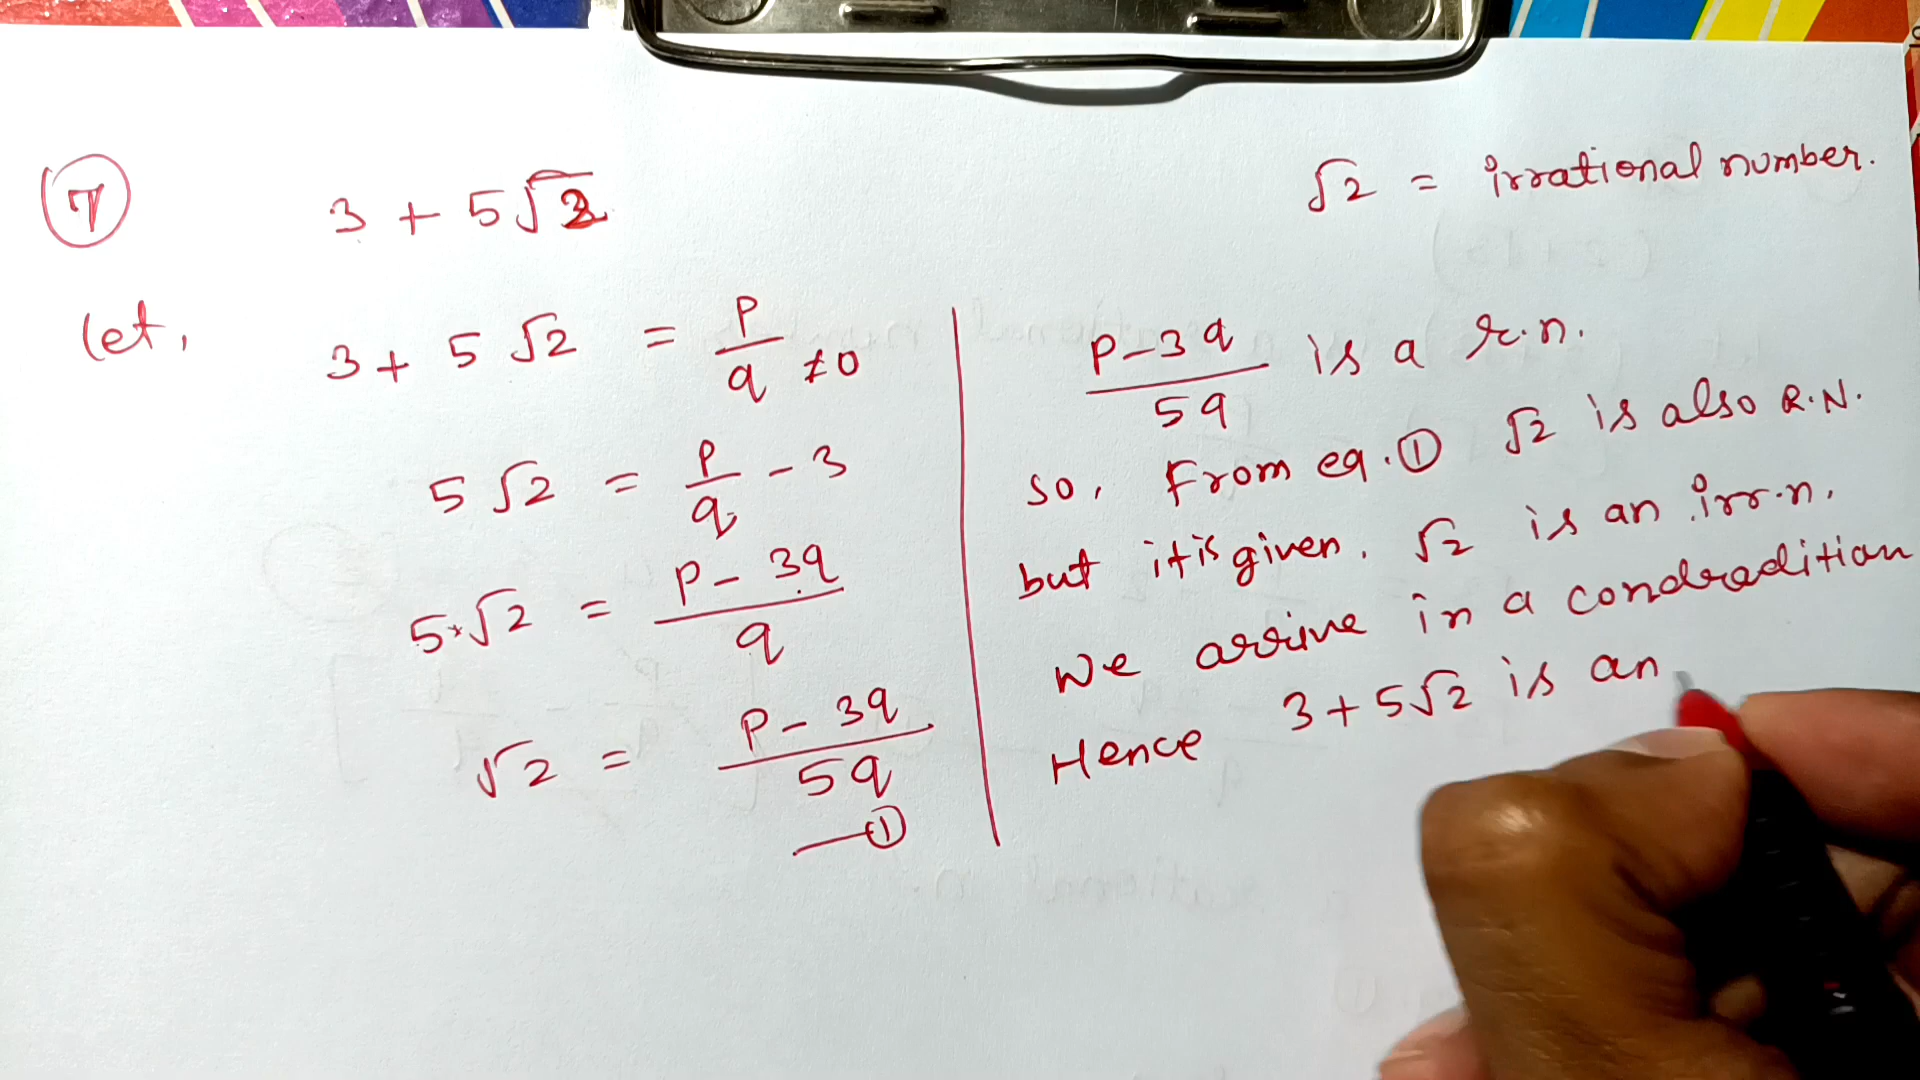 7
3 + 5√2
√2 = irrational number.
let,
3 + 5 √2 = p/q ≠0
5 √2 = p/q - 3
5*√2 = (p - 3q)/q
√2 = (p - 3q)/5q
— ①
(p - 3q)/5q is a r.n.
so, From eq. ① √2 is also R.N.
but it is given. √2 is an irr.n.
we arrive in a condradition
Hence 3+5√2 is an